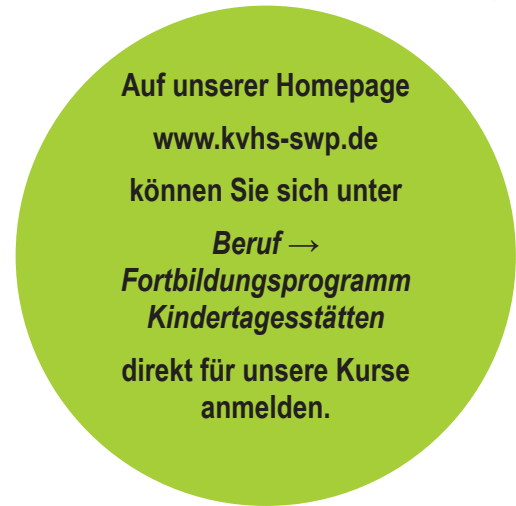 Auf unserer Homepage
www.kvhs-swp.de
können Sie sich unter
Beruf →
Fortbildungsprogramm
Kindertagesstätten
direkt für unsere Kurse
anmelden.